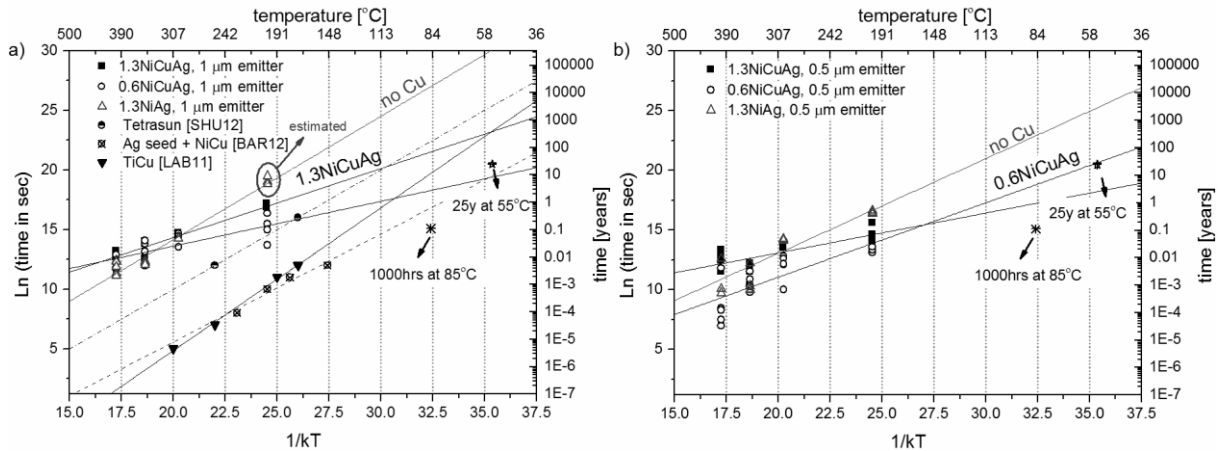 temperature [°C]
500 390 307 242 191 148 113 84 58 36
a)
30
25
20
15
10
5
Ln (time in sec)
1.3NiCuAg, 1 µm emitter
0.6NiCuAg, 1 µm emitter
1.3NiAg, 1 µm emitter
Tetrasun [SHU12]
Ag seed + NiCu [BAR12]
TiCu [LAB11]
estimated
no Cu
1.3NiCuAg
25y at 55°C
1000hrs at 85°C
100000
10000
1000
100
10
1
0.1
0.01
1E-3
1E-4
1E-5
1E-6
1E-7
time [years]
15.0 17.5 20.0 22.5 25.0 27.5 30.0 32.5 35.0 37.5
1/kT
temperature [°C]
500 390 307 242 191 148 113 84 58 36
b)
30
25
20
15
10
5
Ln (time in sec)
1.3NiCuAg, 0.5 µm emitter
0.6NiCuAg, 0.5 µm emitter
1.3NiAg, 0.5 µm emitter
no Cu
0.6NiCuAg
25y at 55°C
1000hrs at 85°C
100000
10000
1000
100
10
1
0.1
0.01
1E-3
1E-4
1E-5
1E-6
1E-7
time [years]
15.0 17.5 20.0 22.5 25.0 27.5 30.0 32.5 35.0 37.5
1/kT